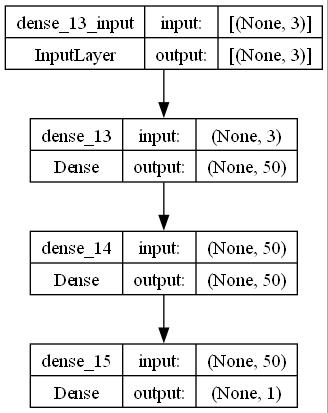 dense_13_input input: [(None, 3)]
InputLayer output: [(None, 3)]
dense_13 input: (None, 3)
Dense output: (None, 50)
dense_14 input: (None, 50)
Dense output: (None, 50)
dense_15 input: (None, 50)
Dense output: (None, 1)